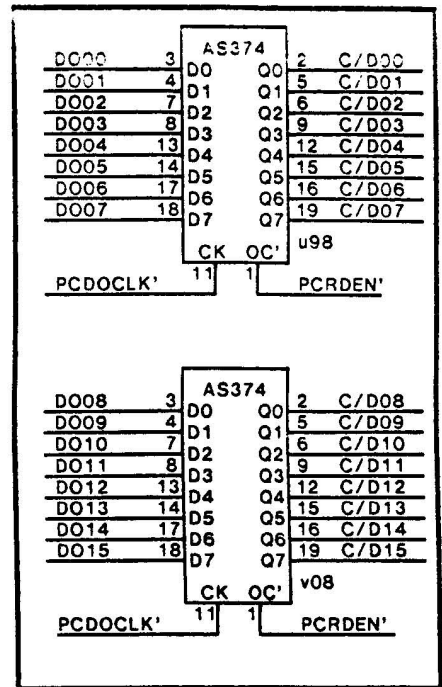 AS374
DO00 3 D0 Q0 2 C/D00
DO01 4 D1 Q1 5 C/D01
DO02 7 D2 Q2 6 C/D02
DO03 8 D3 Q3 9 C/D03
DO04 13 D4 Q4 12 C/D04
DO05 14 D5 Q5 15 C/D05
DO06 17 D6 Q6 16 C/D06
DO07 18 D7 Q7 19 C/D07
u98
CK OC'
11 1
PCDOCLK' PCRDEN'
AS374
DO08 3 D0 Q0 2 C/D08
DO09 4 D1 Q1 5 C/D09
DO10 7 D2 Q2 6 C/D10
DO11 8 D3 Q3 9 C/D11
DO12 13 D4 Q4 12 C/D12
DO13 14 D5 Q5 15 C/D13
DO14 17 D6 Q6 16 C/D14
DO15 18 D7 Q7 19 C/D15
v08
CK OC'
11 1
PCDOCLK' PCRDEN'